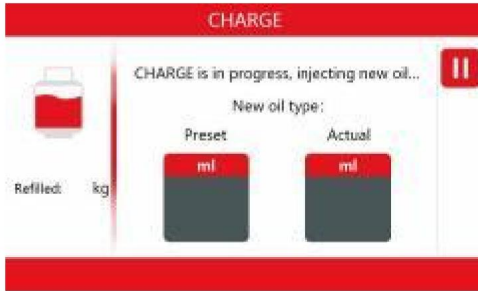 CHARGE
CHARGE is in progress, injecting new oil...
New oil type:
Preset Actual
ml ml
Refilled: kg